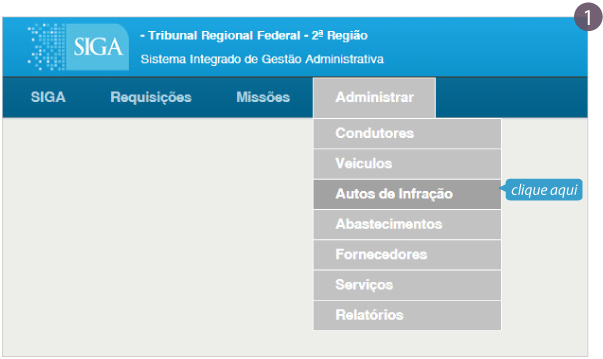 1
SIGA
- Tribunal Regional Federal - 2ª Região
Sistema Integrado de Gestão Administrativa
SIGA Requisições Missões Administrar
Condutores
Veiculos
Autos de Infração
clique aqui
Abastecimentos
Fornecedores
Serviços
Relatórios